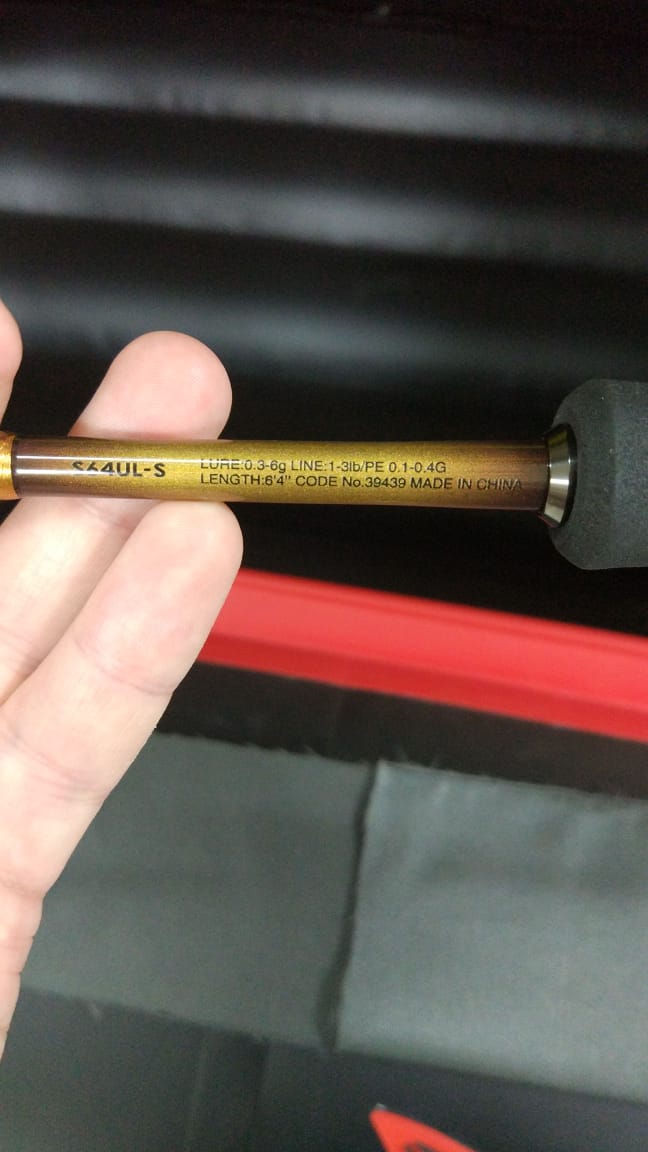 S64UL-S
LURE:0.3-6g LINE:1-3lb/PE 0.1-0.4G
LENGTH:6'4" CODE No.39439 MADE IN CHINA